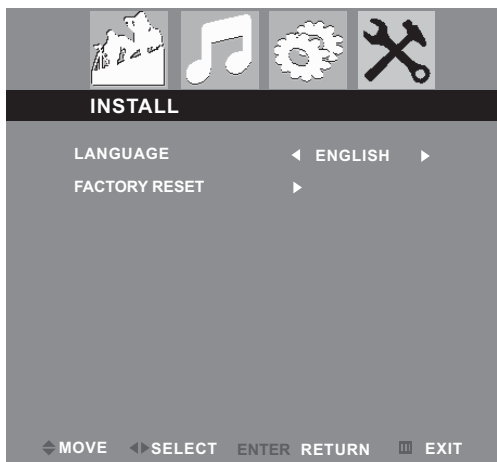 INSTALL
LANGUAGE ENGLISH
FACTORY RESET
MOVE SELECT ENTER RETURN EXIT